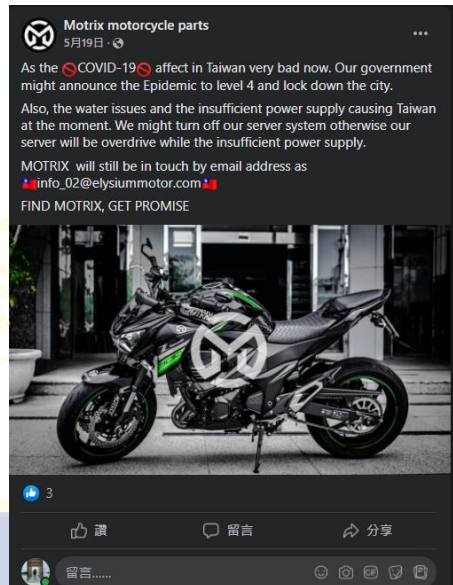 Motrix motorcycle parts
5月19日 ·
As the 🚫COVID-19🚫 affect in Taiwan very bad now. Our government
might announce the Epidemic to level 4 and lock down the city.
Also, the water issues and the insufficient power supply causing Taiwan
at the moment. We might turn off our server system otherwise our
server will be overdrive while the insufficient power supply.
MOTRIX will still be in touch by email address as
🇹🇼info_02@elysiummotor.com🇹🇼
FIND MOTRIX, GET PROMISE
3
讚 留言 分享
留言...... GIF